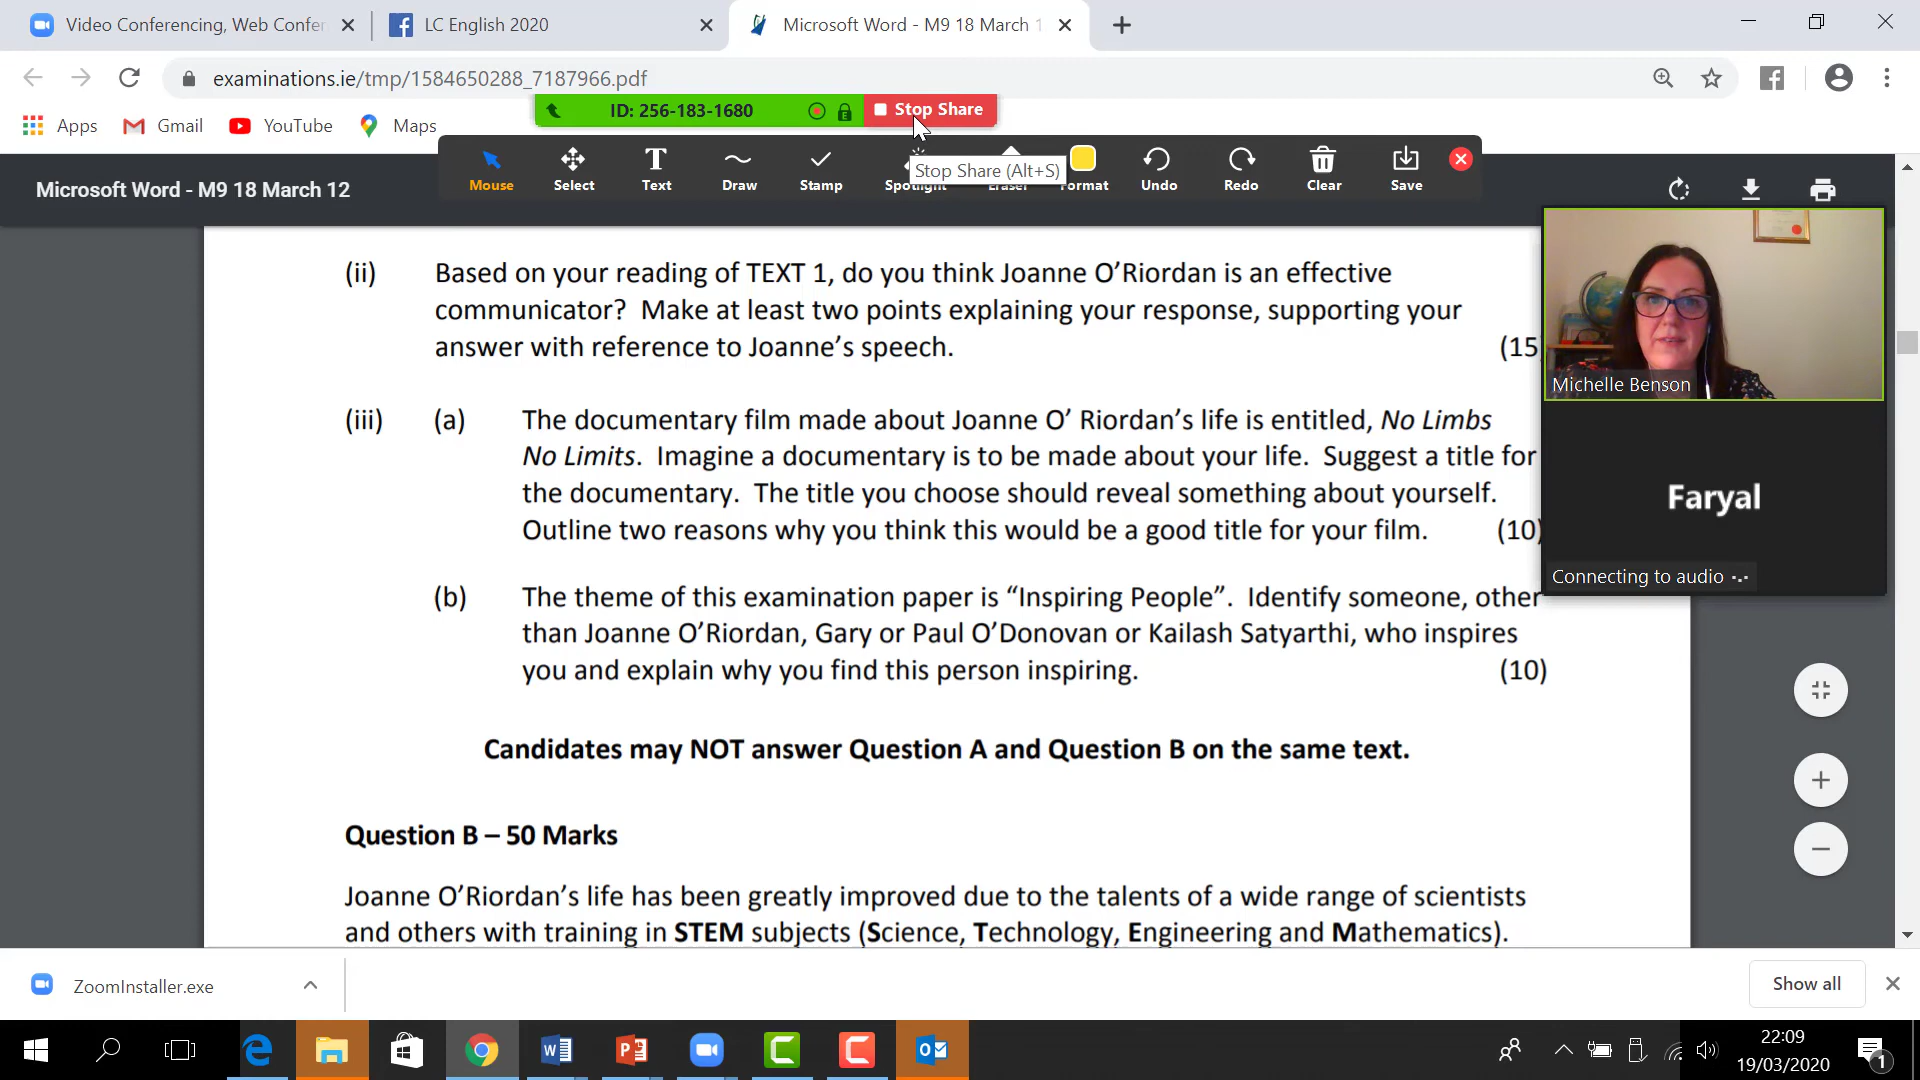 Video Conferencing, Web Confer
LC English 2020
Microsoft Word - M9 18 March 1
examinations.ie/tmp/1584650288_7187966.pdf
Apps
Gmail
YouTube
Maps
ID: 256-183-1680
Stop Share
Microsoft Word - M9 18 March 12
Mouse
Select
Text
Draw
Stamp
Spotlight
Eraser
Format
Undo
Redo
Clear
Save
Stop Share (Alt+S)
(ii) Based on your reading of TEXT 1, do you think Joanne O’Riordan is an effective
communicator? Make at least two points explaining your response, supporting your
answer with reference to Joanne’s speech. (15)
(iii) (a) The documentary film made about Joanne O’ Riordan’s life is entitled, No Limbs
No Limits. Imagine a documentary is to be made about your life. Suggest a title for
the documentary. The title you choose should reveal something about yourself.
Outline two reasons why you think this would be a good title for your film. (10)
(b) The theme of this examination paper is “Inspiring People”. Identify someone, other
than Joanne O’Riordan, Gary or Paul O’Donovan or Kailash Satyarthi, who inspires
you and explain why you find this person inspiring. (10)
Candidates may NOT answer Question A and Question B on the same text.
Question B – 50 Marks
Joanne O’Riordan’s life has been greatly improved due to the talents of a wide range of scientists
and others with training in STEM subjects (Science, Technology, Engineering and Mathematics).
Michelle Benson
Faryal
Connecting to audio
ZoomInstaller.exe
Show all
22:09
19/03/2020
1